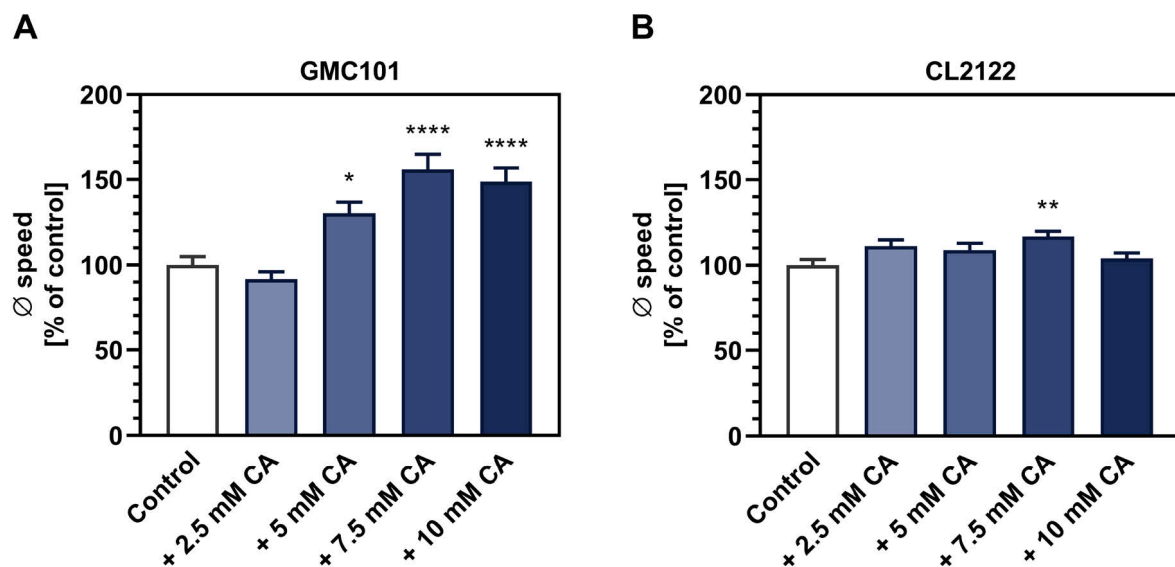 A
GMC101
Ø speed
[% of control]
200
150
100
50
0
*
****
****
Control
+ 2.5 mM CA
+ 5 mM CA
+ 7.5 mM CA
+ 10 mM CA
B
CL2122
Ø speed
[% of control]
200
150
100
50
0
**
Control
+ 2.5 mM CA
+ 5 mM CA
+ 7.5 mM CA
+ 10 mM CA